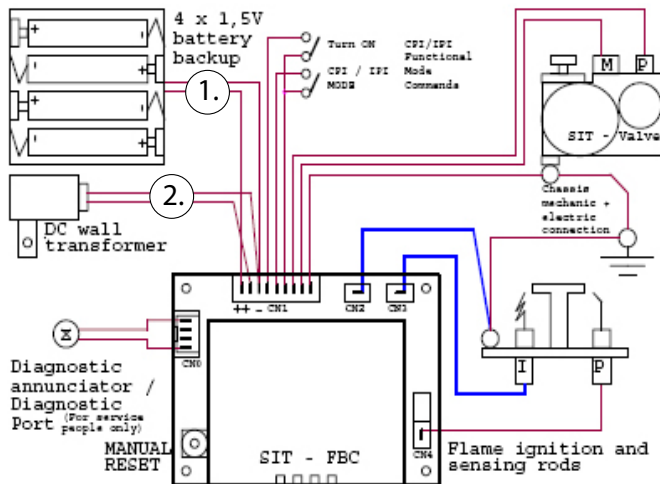 4 x 1,5V
battery
backup
1.
Turn ON
CPI / IPI
MODE
CPI/IPI
Functional
Mode
Commands
M
P
SIT - Valve
2.
DC wall
transformer
Chassis
mechanic +
electric
connection
++ -
CN1
CN2
CN3
CN0
Diagnostic
annunciator /
Diagnostic
Port (For service
people only)
MANUAL
RESET
SIT - FBC
CN4
I
P
Flame ignition and
sensing rods